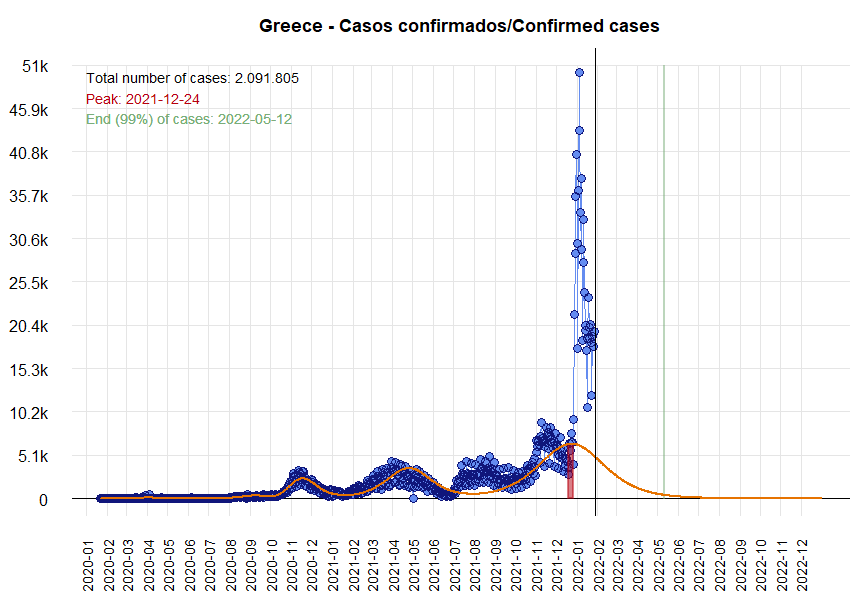 Greece - Casos confirmados/Confirmed cases
51k
45.9k
40.8k
35.7k
30.6k
25.5k
20.4k
15.3k
10.2k
5.1k
0
Total number of cases: 2.091.805
Peak: 2021-12-24
End (99%) of cases: 2022-05-12
2020-01
2020-02
2020-03
2020-04
2020-05
2020-06
2020-07
2020-08
2020-09
2020-10
2020-11
2020-12
2021-01
2021-02
2021-03
2021-04
2021-05
2021-06
2021-07
2021-08
2021-09
2021-10
2021-11
2021-12
2022-01
2022-02
2022-03
2022-04
2022-05
2022-06
2022-07
2022-08
2022-09
2022-10
2022-11
2022-12